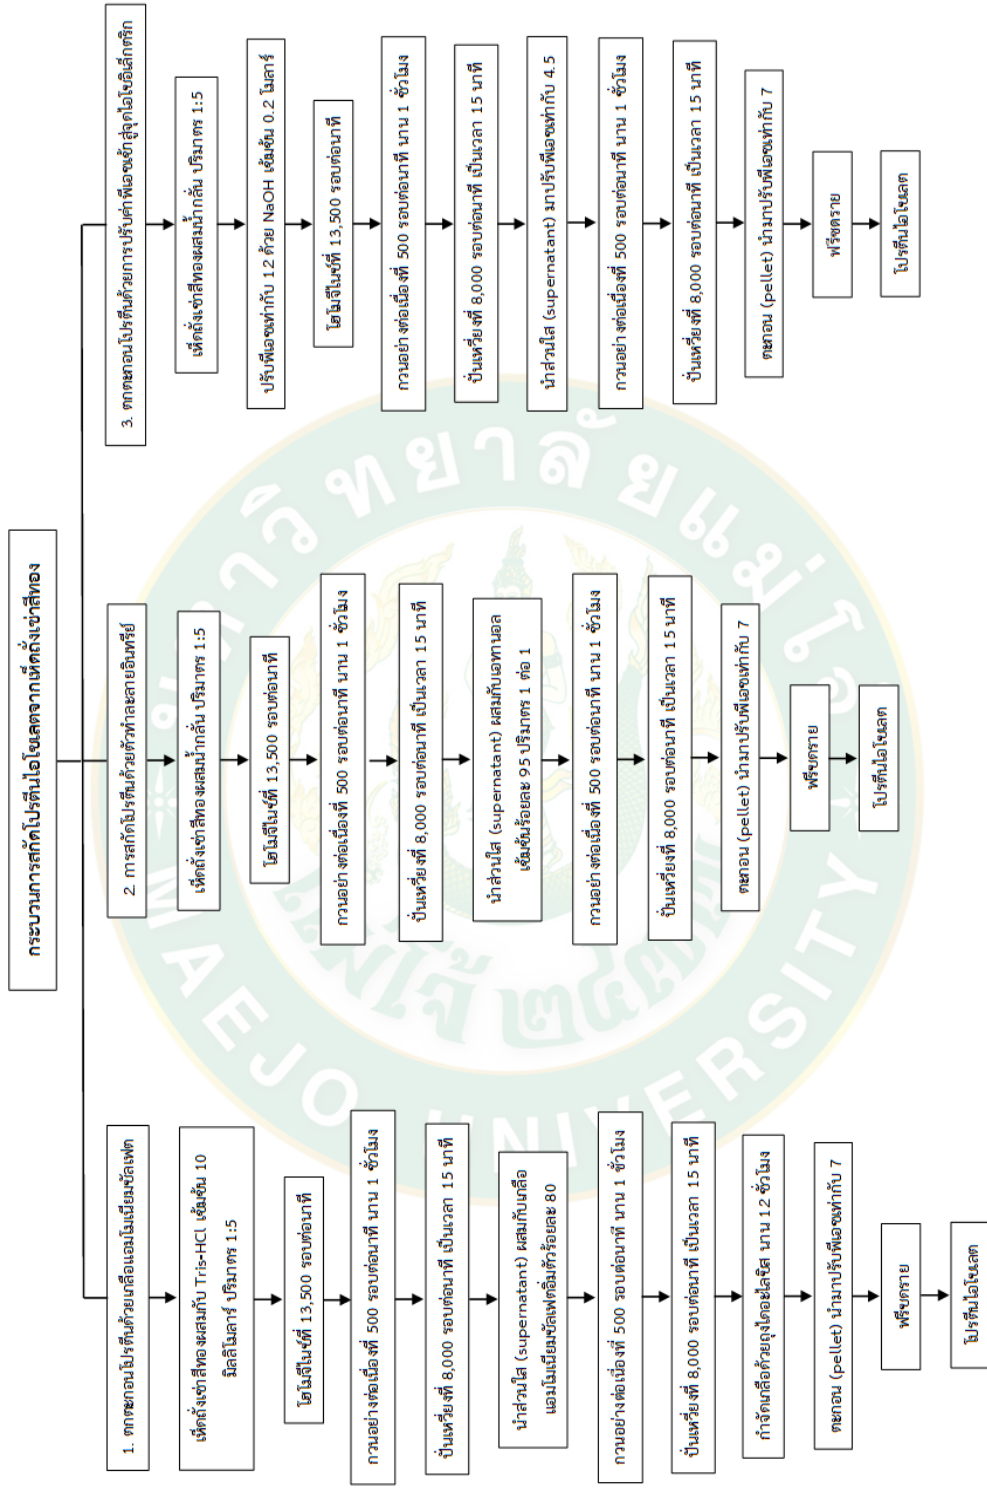 กระบวนการสกัดโปรตีนไอโซเลตจากเห็ดถั่งเช่าสีทอง
1. ตกตะกอนโปรตีนด้วยเกลือแอมโมเนียมซัลเฟต
เห็ดถั่งเช่าสีทองผสมกับ Tris-HCl เข้มข้น 10
มิลลิโมลาร์ ปริมาตร 1:5
โฮโมจีไนซ์ที่ 13,500 รอบต่อนาที
กวนอย่างต่อเนื่องที่ 500 รอบต่อนาที นาน 1 ชั่วโมง
ปั่นเหวี่ยงที่ 8,000 รอบต่อนาที เป็นเวลา 15 นาที
นำส่วนใส (supernatant) ผสมกับเกลือ
แอมโมเนียมซัลเฟตอิ่มตัวร้อยละ 80
กวนอย่างต่อเนื่องที่ 500 รอบต่อนาที นาน 1 ชั่วโมง
ปั่นเหวี่ยงที่ 8,000 รอบต่อนาที เป็นเวลา 15 นาที
กำจัดเกลือด้วยถุงไดอะไลซิส นาน 12 ชั่วโมง
ตะกอน (pellet) นำมาปรับพีเอชเท่ากับ 7
ฟรีซดราย
โปรตีนไอโซเลต
2. การสกัดโปรตีนด้วยตัวทำละลายอินทรีย์
เห็ดถั่งเช่าสีทองผสมน้ำกลั่น ปริมาตร 1:5
โฮโมจีไนซ์ที่ 13,500 รอบต่อนาที
กวนอย่างต่อเนื่องที่ 500 รอบต่อนาที นาน 1 ชั่วโมง
ปั่นเหวี่ยงที่ 8,000 รอบต่อนาที เป็นเวลา 15 นาที
นำส่วนใส (supernatant) ผสมกับเอทานอล
เข้มข้นร้อยละ 95 ปริมาตร 1 ต่อ 1
กวนอย่างต่อเนื่องที่ 500 รอบต่อนาที นาน 1 ชั่วโมง
ปั่นเหวี่ยงที่ 8,000 รอบต่อนาที เป็นเวลา 15 นาที
ตะกอน (pellet) นำมาปรับพีเอชเท่ากับ 7
ฟรีซดราย
โปรตีนไอโซเลต
3. ตกตะกอนโปรตีนด้วยการปรับค่าพีเอชเข้าสู่จุดไอโซอิเล็กตริก
เห็ดถั่งเช่าสีทองผสมน้ำกลั่น ปริมาตร 1:5
ปรับพีเอชเท่ากับ 12 ด้วย NaOH เข้มข้น 0.2 โมลาร์
โฮโมจีไนซ์ที่ 13,500 รอบต่อนาที
กวนอย่างต่อเนื่องที่ 500 รอบต่อนาที นาน 1 ชั่วโมง
ปั่นเหวี่ยงที่ 8,000 รอบต่อนาที เป็นเวลา 15 นาที
นำส่วนใส (supernatant) มาปรับพีเอชเท่ากับ 4.5
กวนอย่างต่อเนื่องที่ 500 รอบต่อนาที นาน 1 ชั่วโมง
ปั่นเหวี่ยงที่ 8,000 รอบต่อนาที เป็นเวลา 15 นาที
ตะกอน (pellet) นำมาปรับพีเอชเท่ากับ 7
ฟรีซดราย
โปรตีนไอโซเลต
มหาวิทยาลัยแม่โจ้
MAEJO UNIVERSITY